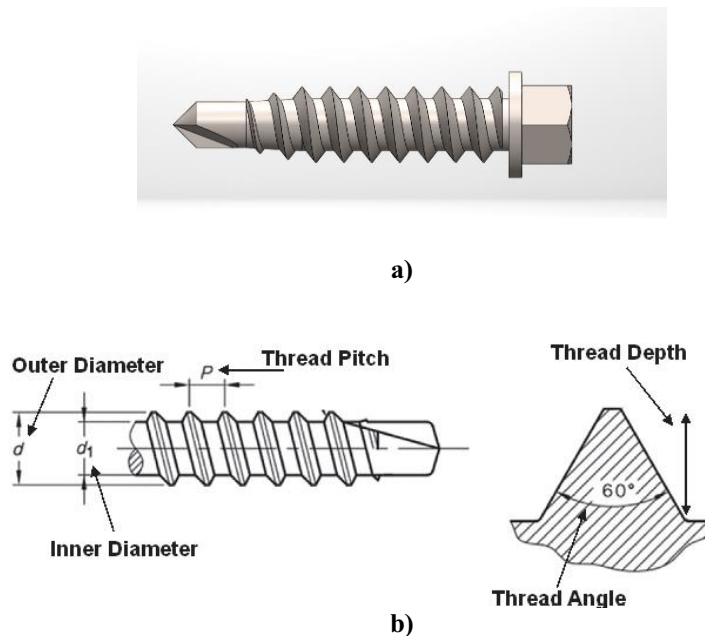 a)
Outer Diameter
P
Thread Pitch
Thread Depth
d
d1
60°
Inner Diameter
Thread Angle
b)